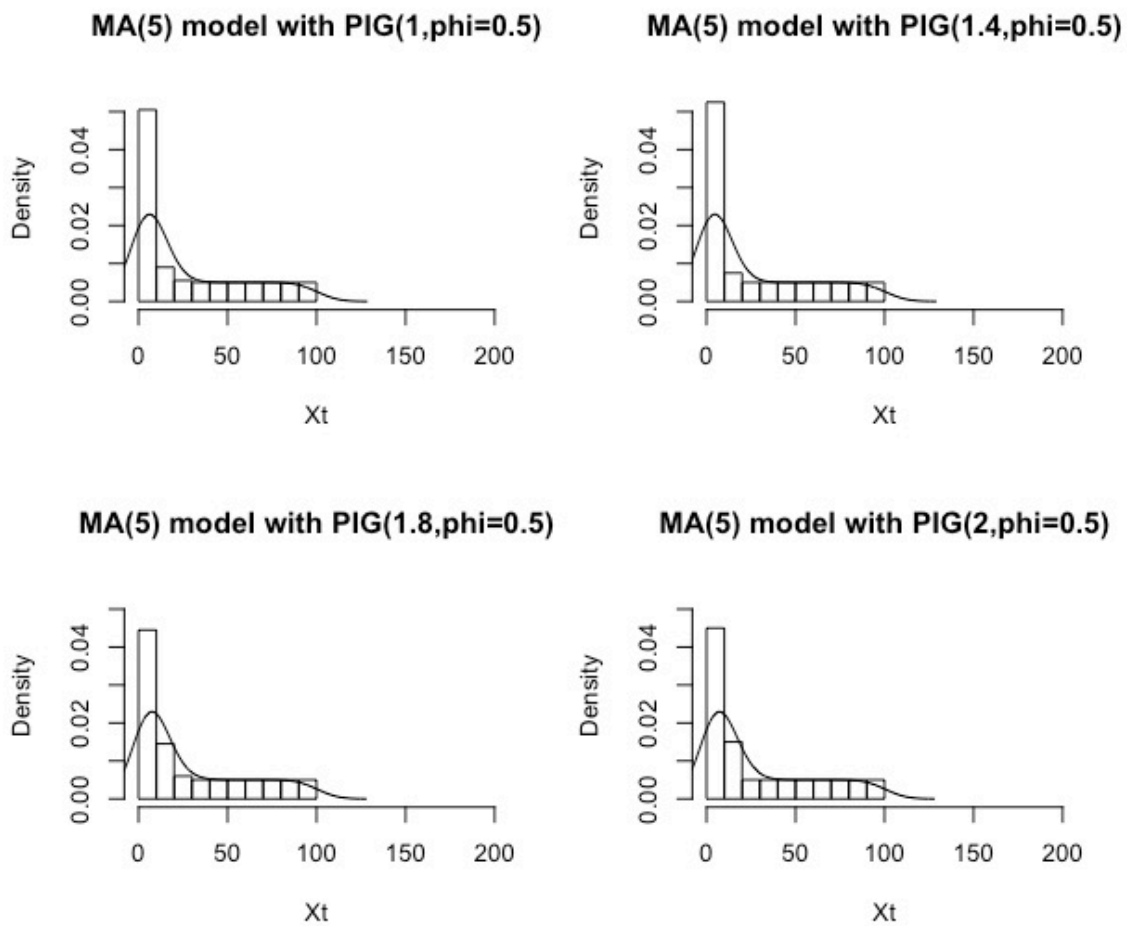 MA(5) model with PIG(1,phi=0.5)
Density
0.00 0.02 0.04
0 50 100 150 200
Xt
MA(5) model with PIG(1.4,phi=0.5)
Density
0.00 0.02 0.04
0 50 100 150 200
Xt
MA(5) model with PIG(1.8,phi=0.5)
Density
0.00 0.02 0.04
0 50 100 150 200
Xt
MA(5) model with PIG(2,phi=0.5)
Density
0.00 0.02 0.04
0 50 100 150 200
Xt